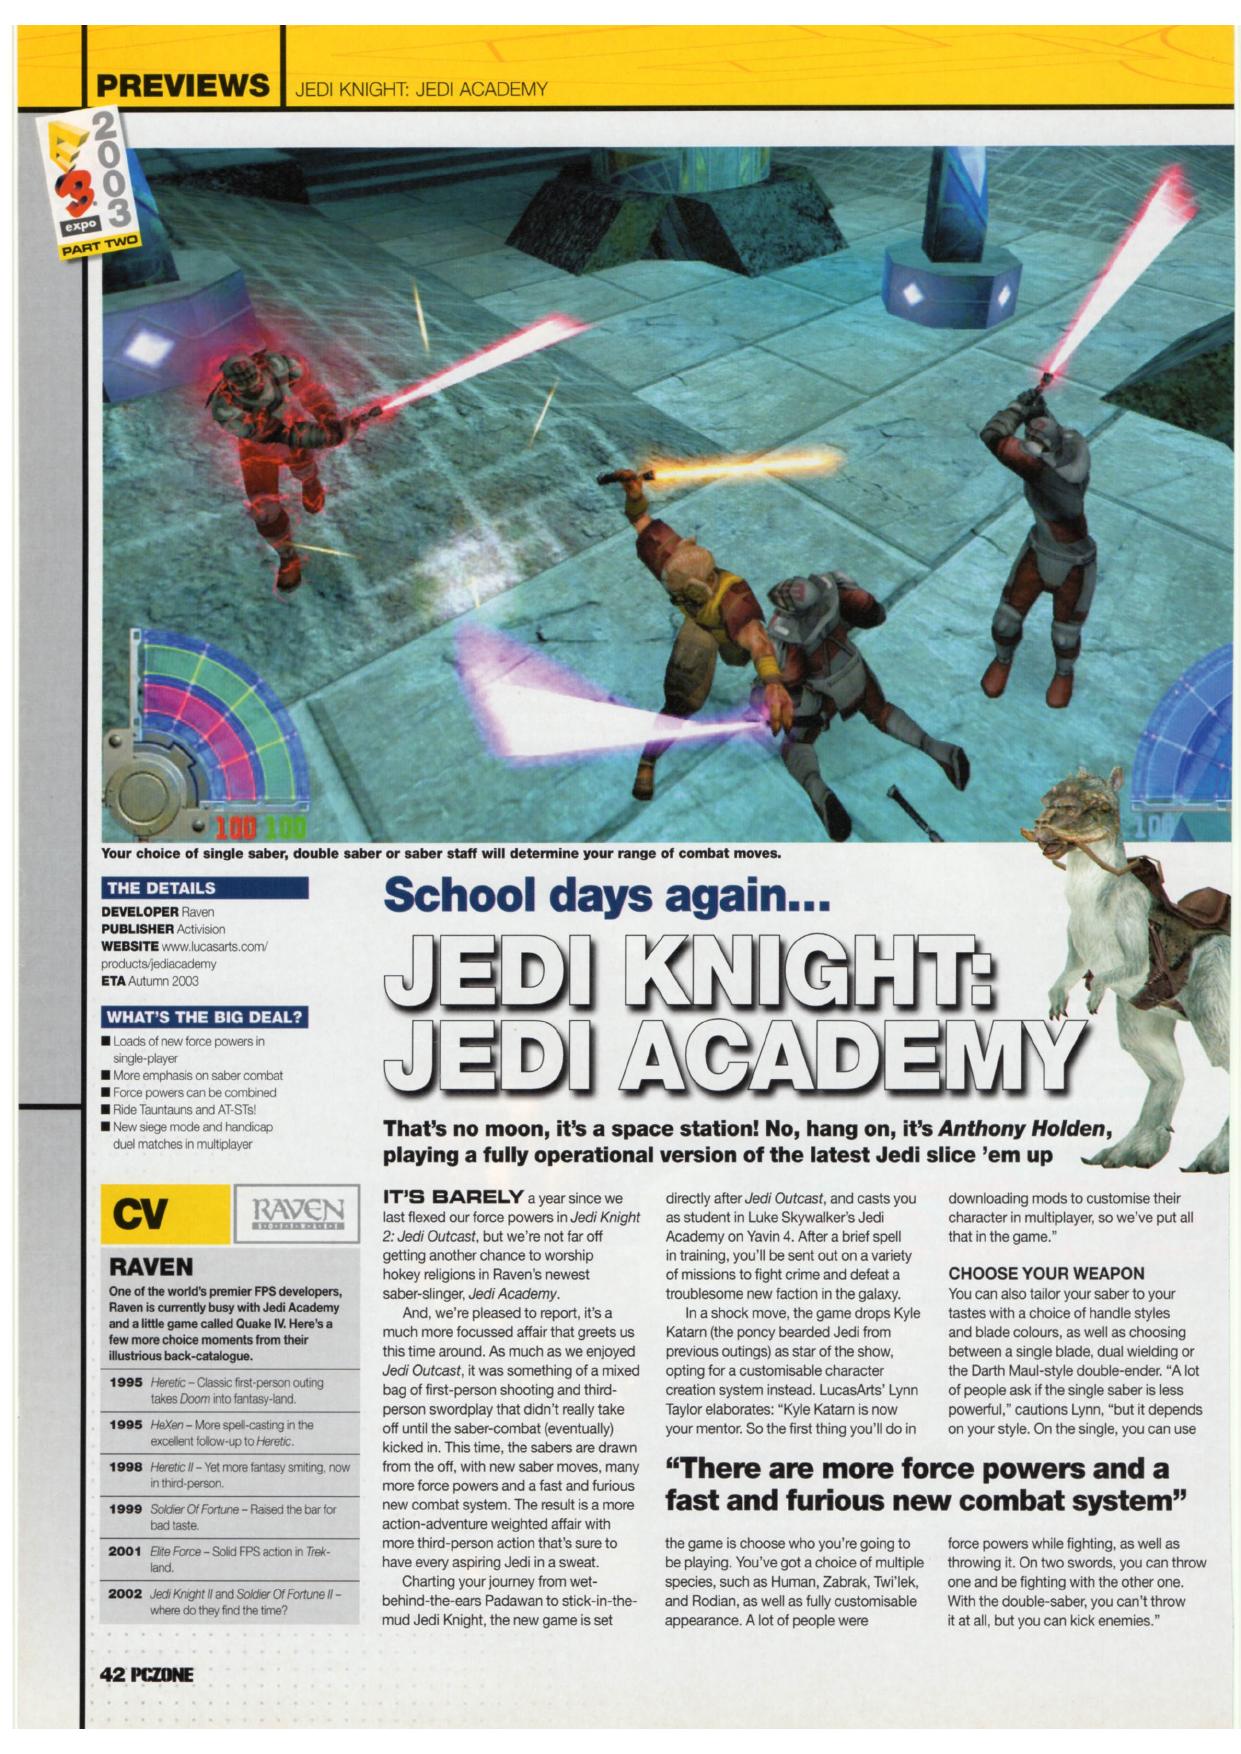 PREVIEWS
JEDI KNIGHT: JEDI ACADEMY
E3
expo
2003
PART TWO
100 100
100
Your choice of single saber, double saber or saber staff will determine your range of combat moves.
THE DETAILS
DEVELOPER Raven
PUBLISHER Activision
WEBSITE www.lucasarts.com/
products/jediacademy
ETA Autumn 2003
WHAT'S THE BIG DEAL?
■ Loads of new force powers in
single-player
■ More emphasis on saber combat
■ Force powers can be combined
■ Ride Tauntauns and AT-STs!
■ New siege mode and handicap
duel matches in multiplayer
CV
RAVEN
SOFTWARE
RAVEN
One of the world's premier FPS developers,
Raven is currently busy with Jedi Academy
and a little game called Quake IV. Here's a
few more choice moments from their
illustrious back-catalogue.
1995 Heretic – Classic first-person outing
takes Doom into fantasy-land.
1995 HeXen – More spell-casting in the
excellent follow-up to Heretic.
1998 Heretic II – Yet more fantasy smiting, now
in third-person.
1999 Soldier Of Fortune – Raised the bar for
bad taste.
2001 Elite Force – Solid FPS action in Trek-
land.
2002 Jedi Knight II and Soldier Of Fortune II –
where do they find the time?
School days again...
JEDI KNIGHT:
JEDI ACADEMY
That's no moon, it's a space station! No, hang on, it's Anthony Holden,
playing a fully operational version of the latest Jedi slice 'em up
IT'S BARELY a year since we
last flexed our force powers in Jedi Knight
2: Jedi Outcast, but we're not far off
getting another chance to worship
hokey religions in Raven's newest
saber-slinger, Jedi Academy.
And, we're pleased to report, it's a
much more focussed affair that greets us
this time around. As much as we enjoyed
Jedi Outcast, it was something of a mixed
bag of first-person shooting and third-
person swordplay that didn't really take
off until the saber-combat (eventually)
kicked in. This time, the sabers are drawn
from the off, with new saber moves, many
more force powers and a fast and furious
new combat system. The result is a more
action-adventure weighted affair with
more third-person action that's sure to
have every aspiring Jedi in a sweat.
Charting your journey from wet-
behind-the-ears Padawan to stick-in-the-
mud Jedi Knight, the new game is set
directly after Jedi Outcast, and casts you
as student in Luke Skywalker's Jedi
Academy on Yavin 4. After a brief spell
in training, you'll be sent out on a variety
of missions to fight crime and defeat a
troublesome new faction in the galaxy.
In a shock move, the game drops Kyle
Katarn (the poncy bearded Jedi from
previous outings) as star of the show,
opting for a customisable character
creation system instead. LucasArts' Lynn
Taylor elaborates: "Kyle Katarn is now
your mentor. So the first thing you'll do in
"There are more force powers and a
fast and furious new combat system"
the game is choose who you're going to
be playing. You've got a choice of multiple
species, such as Human, Zabrak, Twi'lek,
and Rodian, as well as fully customisable
appearance. A lot of people were
downloading mods to customise their
character in multiplayer, so we've put all
that in the game."
CHOOSE YOUR WEAPON
You can also tailor your saber to your
tastes with a choice of handle styles
and blade colours, as well as choosing
between a single blade, dual wielding or
the Darth Maul-style double-ender. "A lot
of people ask if the single saber is less
powerful," cautions Lynn, "but it depends
on your style. On the single, you can use
force powers while fighting, as well as
throwing it. On two swords, you can throw
one and be fighting with the other one.
With the double-saber, you can't throw
it at all, but you can kick enemies."
42 PCZONE